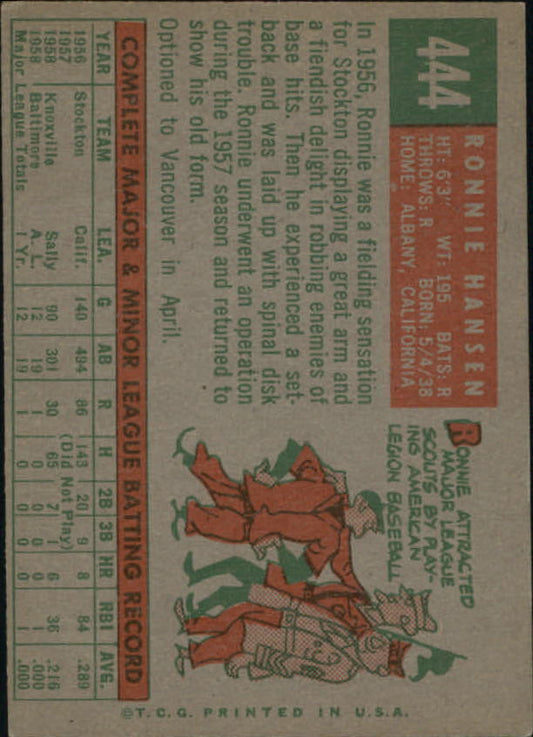 444
RONNIE HANSEN
HT: 6'3" WT: 195 BATS: R
THROWS: R BORN: 5/4/38
HOME: ALBANY, CALIFORNIA
In 1956, Ronnie was a fielding sensation
for Stockton displaying a great arm and
a fiendish delight in robbing enemies of
base hits. Then he experienced a set-
back and was laid up with spinal disk
trouble. Ronnie underwent an operation
during the 1957 season and returned to
show his old form.
Optioned to Vancouver in April.
RONNIE ATTRACTED
MAJOR LEAGUE
SCOUTS BY PLAY-
ING AMERICAN
LEGION BASEBALL
COMPLETE MAJOR & MINOR LEAGUE BATTING RECORD
YEAR TEAM LEA. G AB R H 2B 3B HR RBI AVG.
1956 Stockton Calif. 140 494 86 143 20 9 8 84 .289
1957 (Did Not Play)
1958 Knoxville Sally 90 301 30 65 7 1 6 36 .216
1958 Baltimore A. L. 12 19 1 0 0 0 0 1 .000
Major League Totals 1 Yr. 12 19 1 0 0 0 0 1 .000
©T.C.G. PRINTED IN U.S.A.